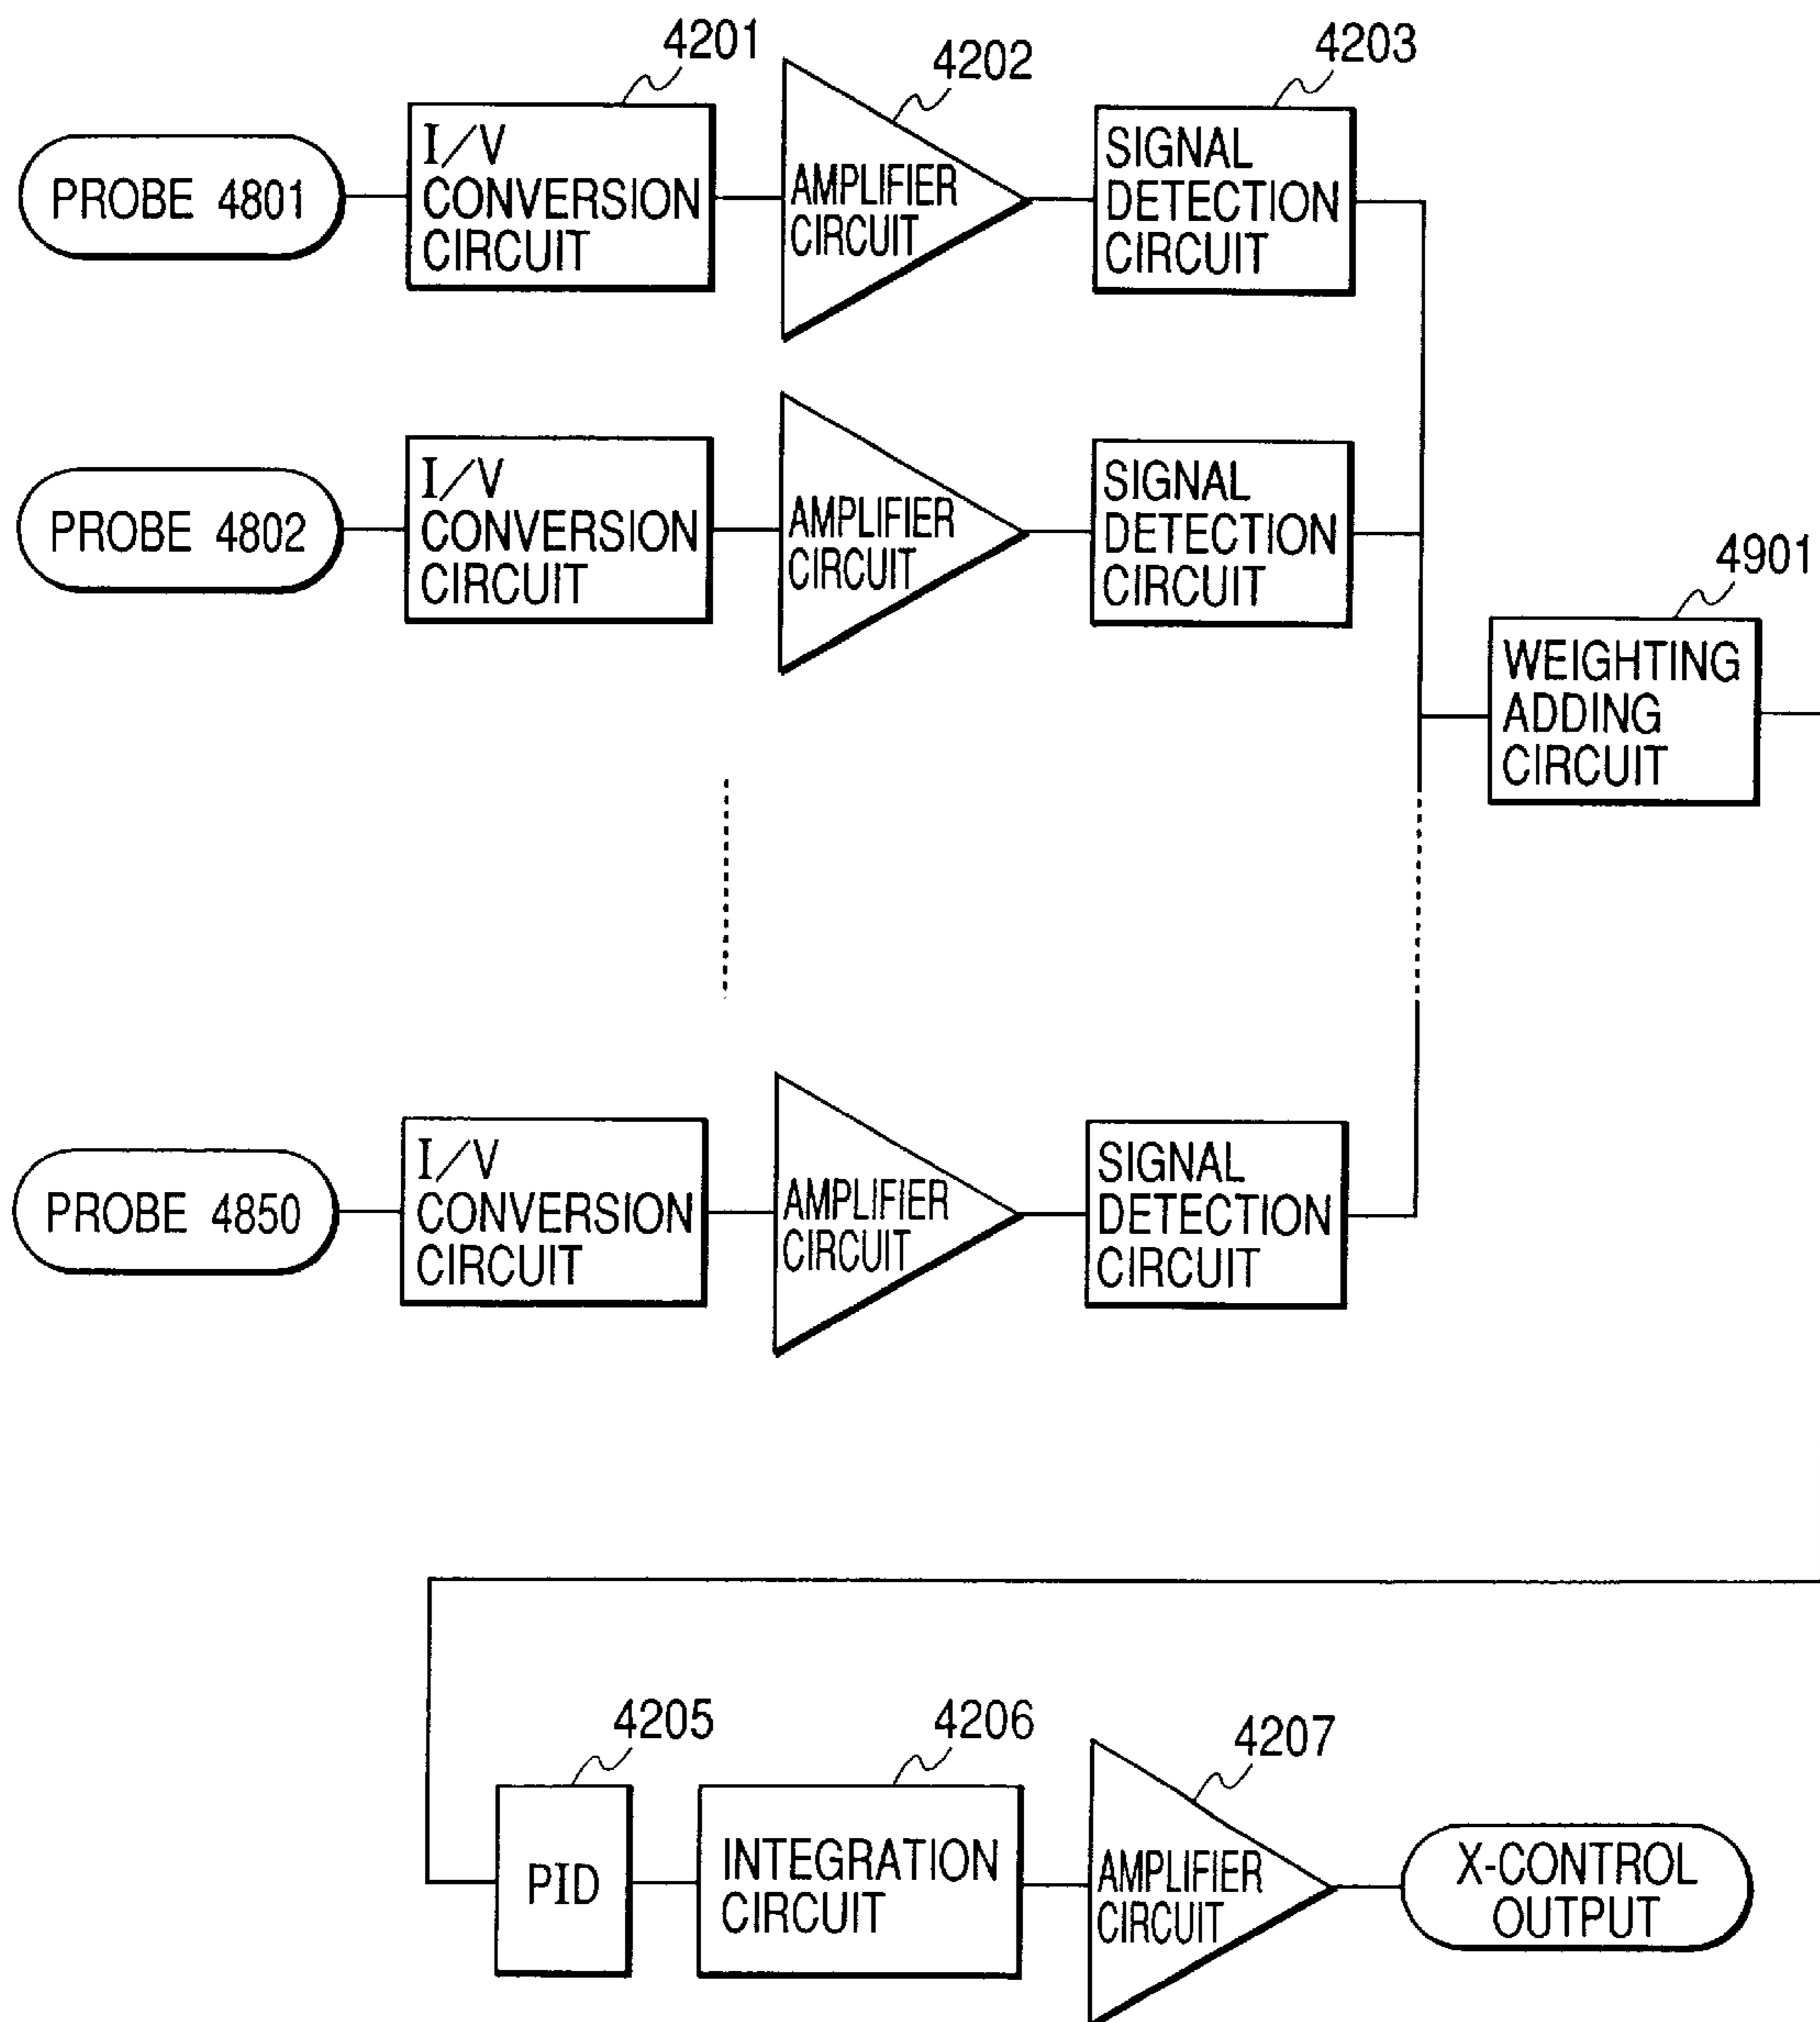 4201
4202
4203
PROBE 4801
I/V
CONVERSION
CIRCUIT
AMPLIFIER
CIRCUIT
SIGNAL
DETECTION
CIRCUIT
PROBE 4802
I/V
CONVERSION
CIRCUIT
AMPLIFIER
CIRCUIT
SIGNAL
DETECTION
CIRCUIT
4901
WEIGHTING
ADDING
CIRCUIT
PROBE 4850
I/V
CONVERSION
CIRCUIT
AMPLIFIER
CIRCUIT
SIGNAL
DETECTION
CIRCUIT
4205
4206
4207
PID
INTEGRATION
CIRCUIT
AMPLIFIER
CIRCUIT
X-CONTROL
OUTPUT